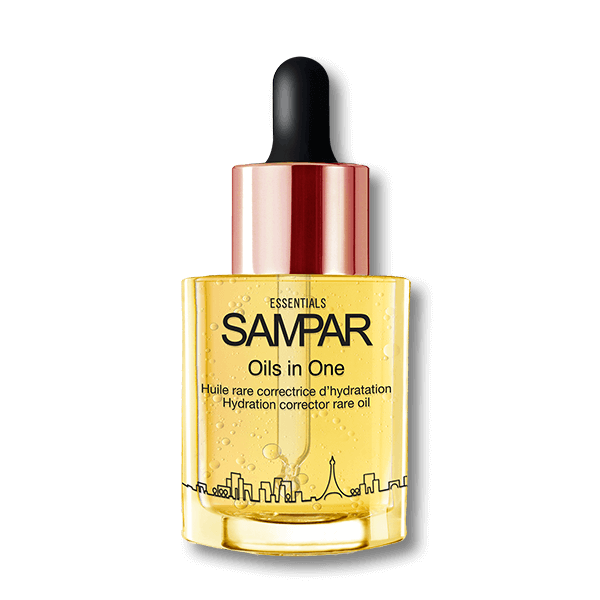 ESSENTIALS
SAMPAR
Oils in One
Huile rare correctrice d'hydratation
Hydration corrector rare oil